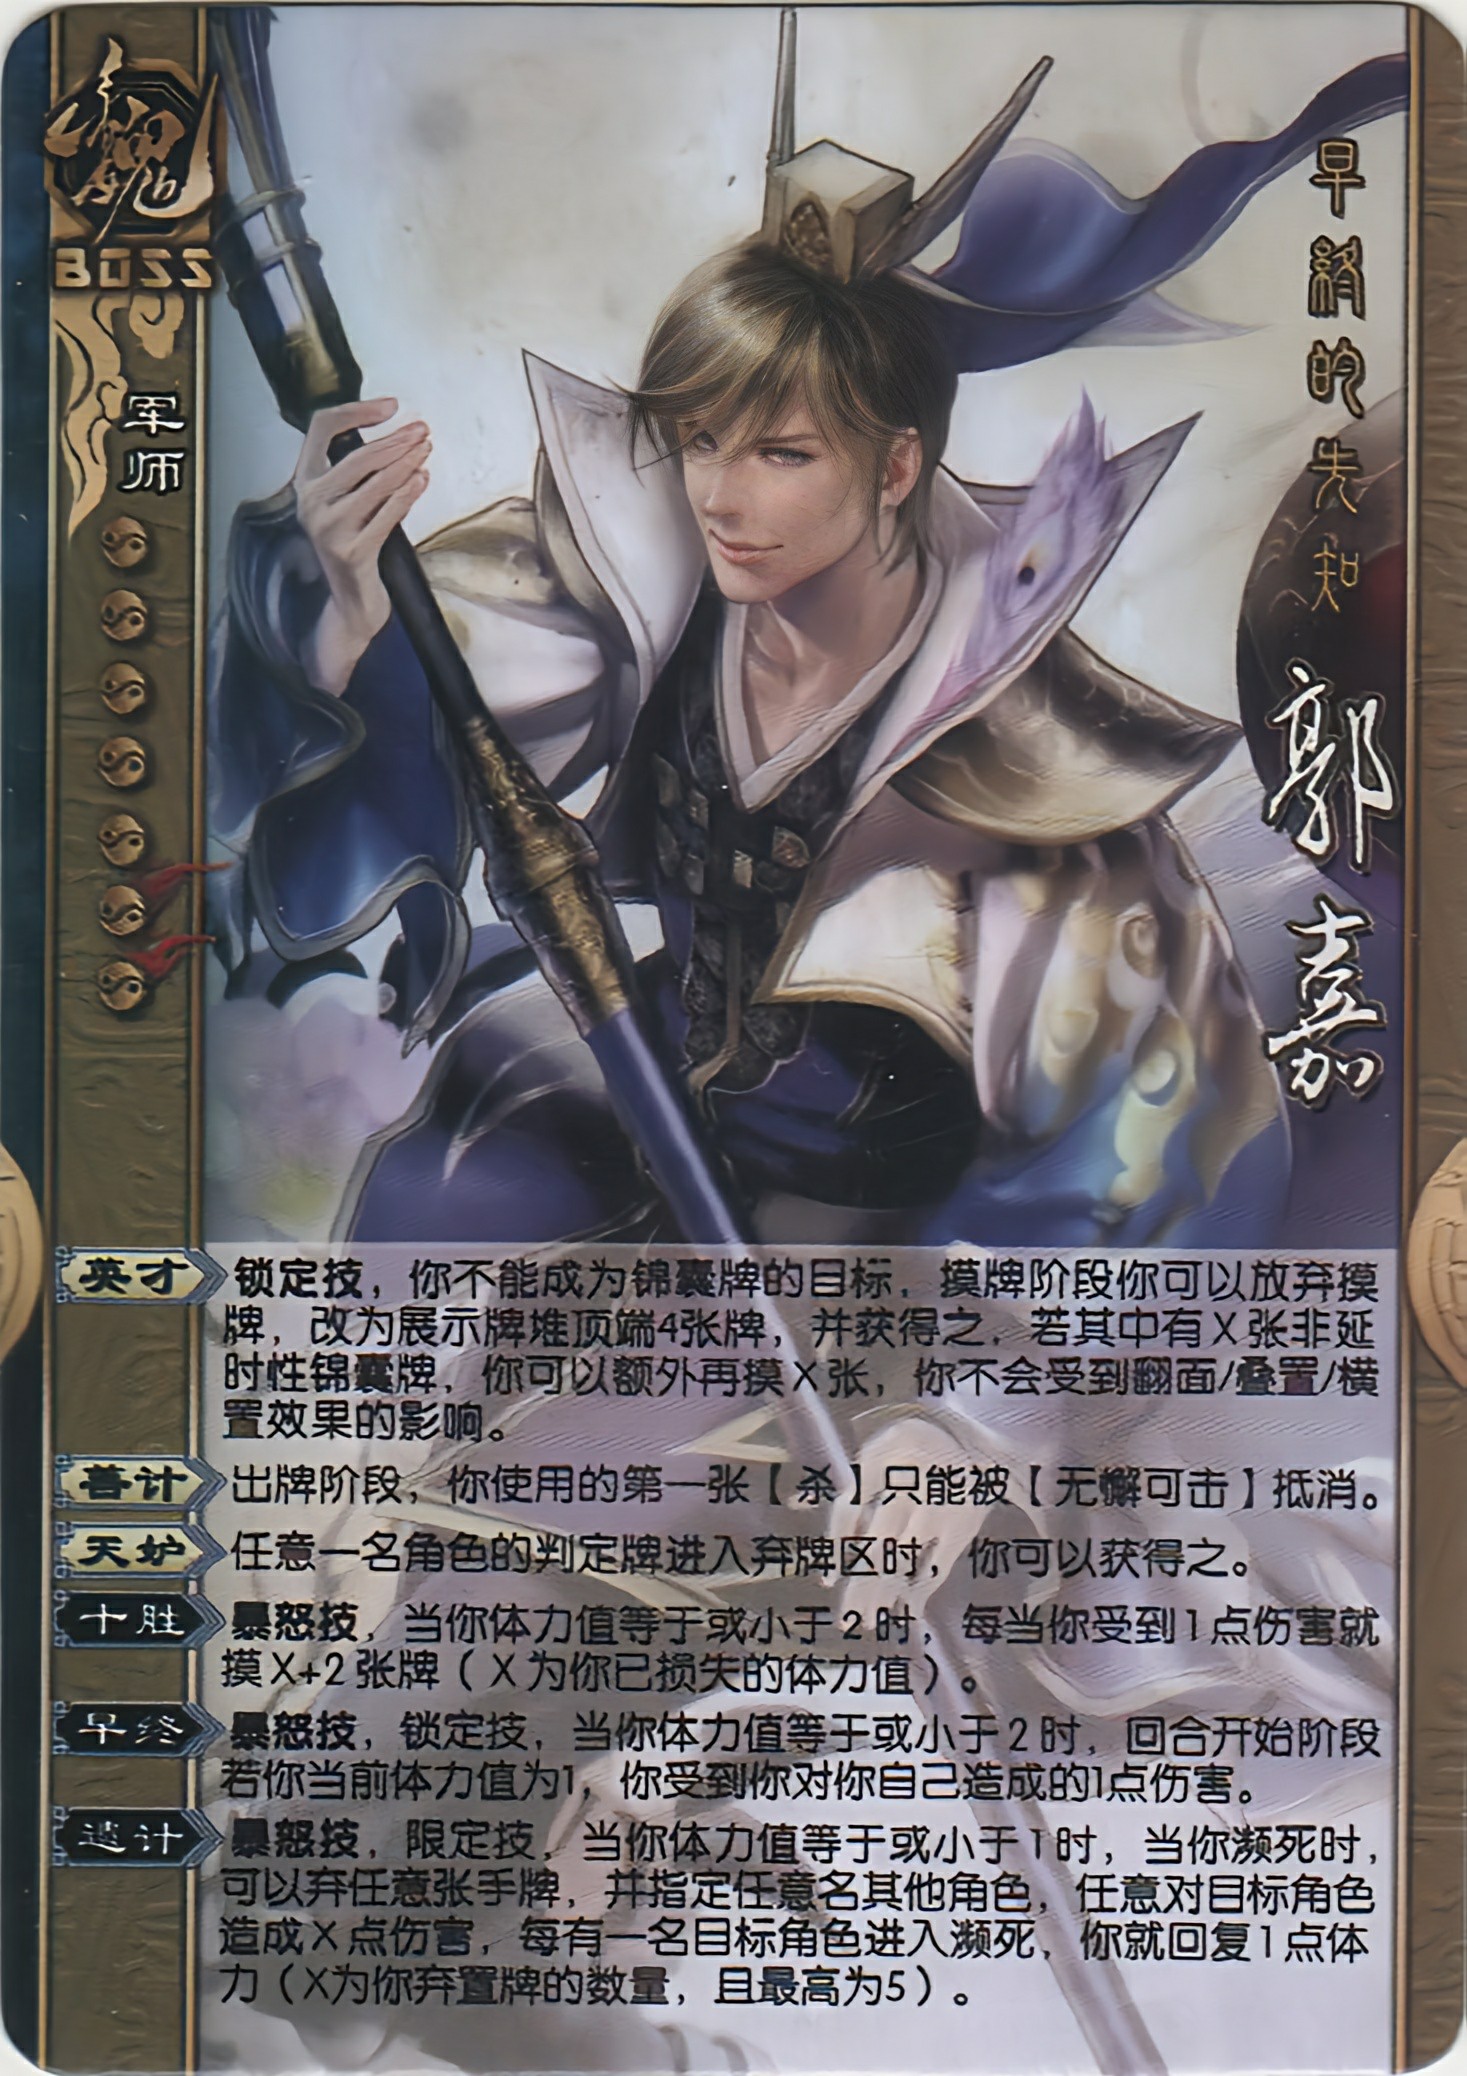 魂
BOSS
军师
早终的先知
郭嘉
英才
锁定技，你不能成为锦囊牌的目标，摸牌阶段你可以放弃摸
牌，改为展示牌堆顶端4张牌，并获得之，若其中有X张非延
时性锦囊牌，你可以额外再摸X张，你不会受到翻面/叠置/横
置效果的影响。
善计
出牌阶段，你使用的第一张【杀】只能被【无懈可击】抵消。
天妒
任意一名角色的判定牌进入弃牌区时，你可以获得之。
十胜
暴怒技，当你体力值等于或小于2时，每当你受到1点伤害就
摸X+2张牌（X为你已损失的体力值）。
早终
暴怒技，锁定技，当你体力值等于或小于2时，回合开始阶段
若你当前体力值为1，你受到你对你自己造成的1点伤害。
遗计
暴怒技，限定技，当你体力值等于或小于1时，当你濒死时，
可以弃任意张手牌，并指定任意名其他角色，任意对目标角色
造成X点伤害，每有一名目标角色进入濒死，你就回复1点体
力（X为你弃置牌的数量，且最高为5）。